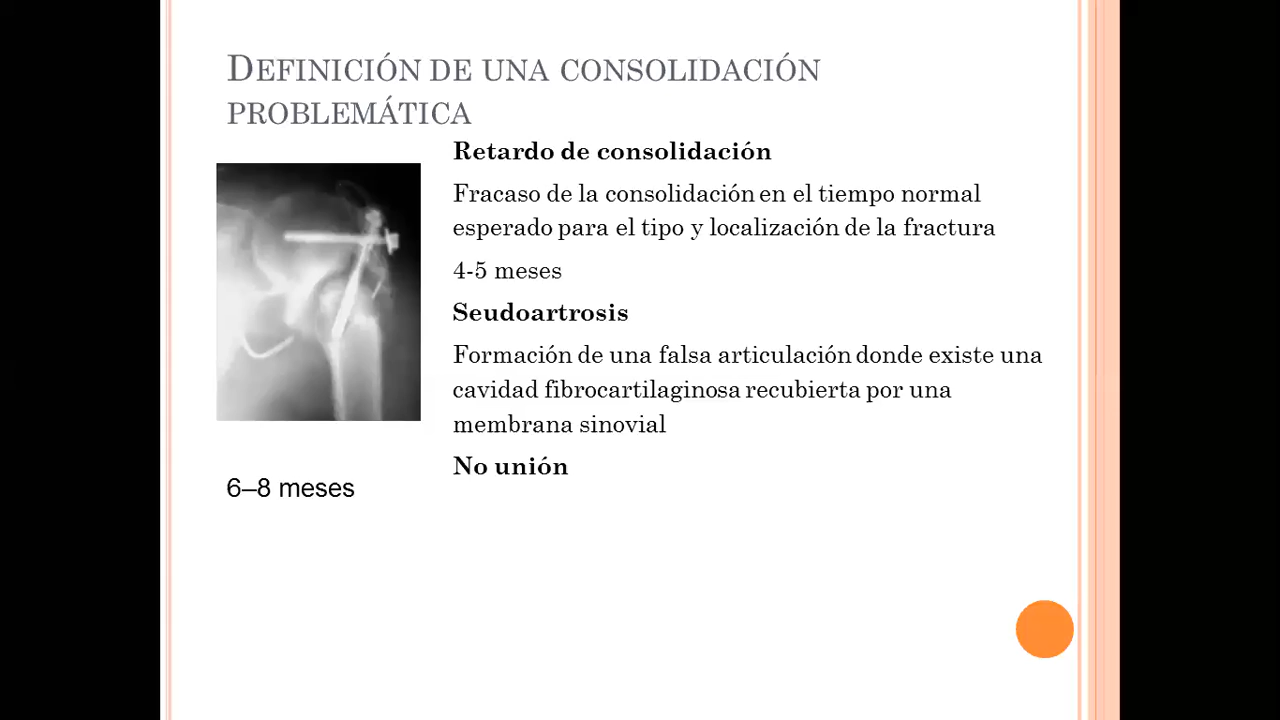 DEFINICIÓN DE UNA CONSOLIDACIÓN
PROBLEMÁTICA
Retardo de consolidación
Fracaso de la consolidación en el tiempo normal
esperado para el tipo y localización de la fractura
4-5 meses
Seudoartrosis
Formación de una falsa articulación donde existe una
cavidad fibrocartilaginosa recubierta por una
membrana sinovial
No unión
6–8 meses